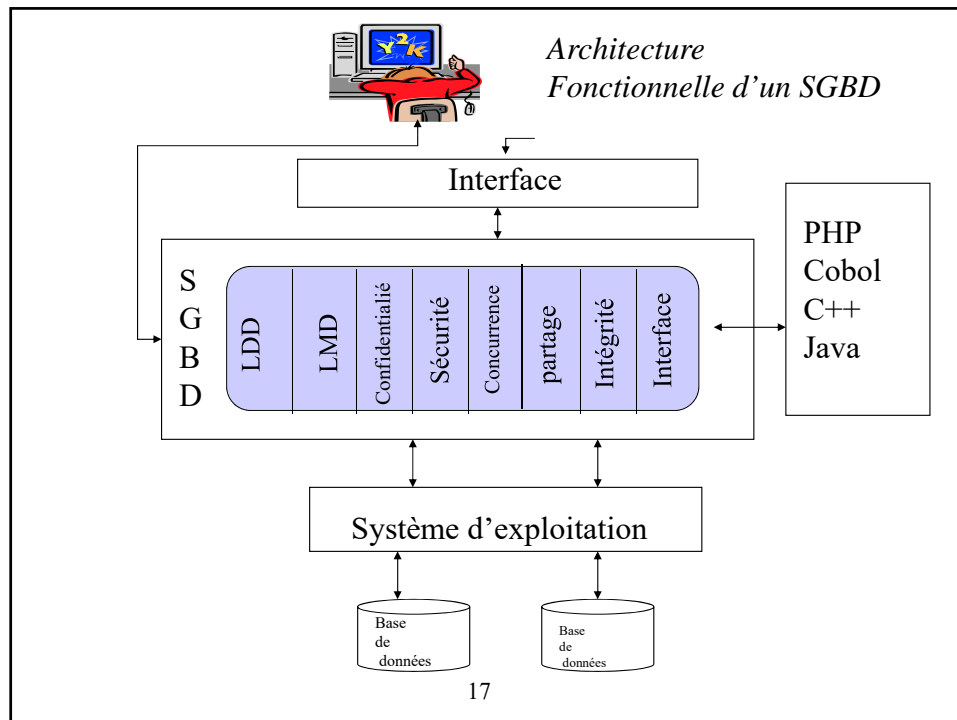 Y2K
Architecture
Fonctionnelle d'un SGBD
Interface
S
G
B
D
LDD
LMD
Confidentialié
Sécurité
Concurrence
partage
Intégrité
Interface
PHP
Cobol
C++
Java
Système d'exploitation
Base
de
données
Base
de
données
17